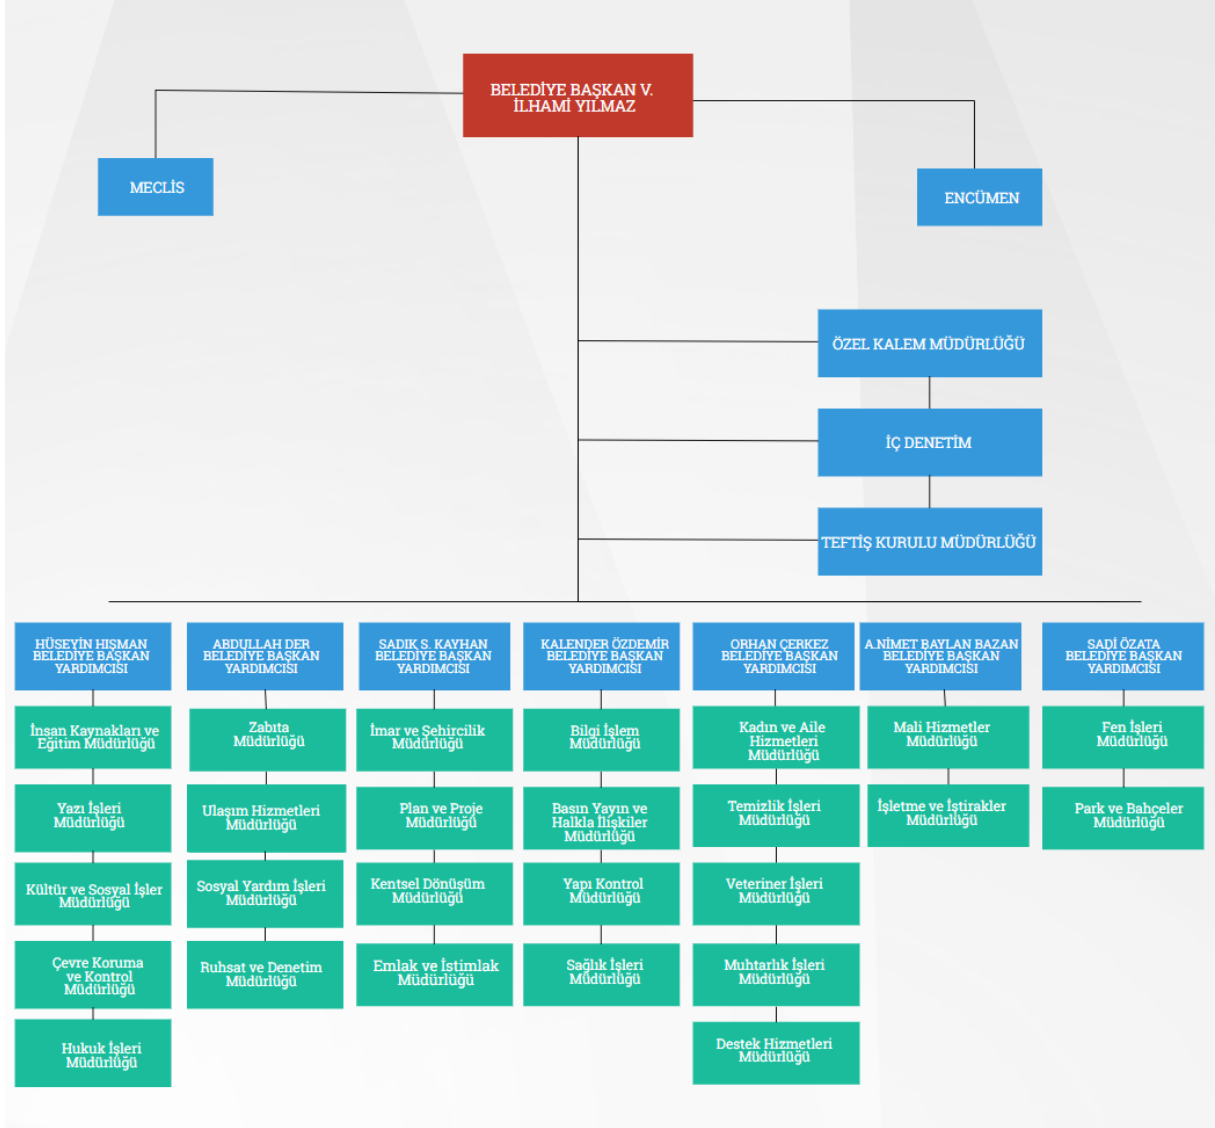 BELEDİYE BAŞKAN V.
İLHAMİ YILMAZ
MECLİS
ENCÜMEN
ÖZEL KALEM MÜDÜRLÜĞÜ
İÇ DENETİM
TEFTİŞ KURULU MÜDÜRLÜĞÜ
HÜSEYİN HIŞMAN
BELEDİYE BAŞKAN
YARDIMCISI
İnsan Kaynakları ve
Eğitim Müdürlüğü
Yazı İşleri
Müdürlüğü
Kültür ve Sosyal İşler
Müdürlüğü
Çevre Koruma
ve Kontrol
Müdürlüğü
Hukuk İşleri
Müdürlüğü
ABDULLAH DER
BELEDİYE BAŞKAN
YARDIMCISI
Zabıta
Müdürlüğü
Ulaşım Hizmetleri
Müdürlüğü
Sosyal Yardım İşleri
Müdürlüğü
Ruhsat ve Denetim
Müdürlüğü
SADIK S. KAYHAN
BELEDİYE BAŞKAN
YARDIMCISI
İmar ve Şehircilik
Müdürlüğü
Plan ve Proje
Müdürlüğü
Kentsel Dönüşüm
Müdürlüğü
Emlak ve İstimlak
Müdürlüğü
KALENDER ÖZDEMİR
BELEDİYE BAŞKAN
YARDIMCISI
Bilgi İşlem
Müdürlüğü
Basın Yayın ve
Halkla İlişkiler
Müdürlüğü
Yapı Kontrol
Müdürlüğü
Sağlık İşleri
Müdürlüğü
ORHAN ÇERKEZ
BELEDİYE BAŞKAN
YARDIMCISI
Kadın ve Aile
Hizmetleri
Müdürlüğü
Temizlik İşleri
Müdürlüğü
Veteriner İşleri
Müdürlüğü
Muhtarlık İşleri
Müdürlüğü
Destek Hizmetleri
Müdürlüğü
A.NİMET BAYLAN BAZAN
BELEDİYE BAŞKAN
YARDIMCISI
Mali Hizmetler
Müdürlüğü
İşletme ve İştirakler
Müdürlüğü
SADİ ÖZATA
BELEDİYE BAŞKAN
YARDIMCISI
Fen İşleri
Müdürlüğü
Park ve Bahçeler
Müdürlüğü